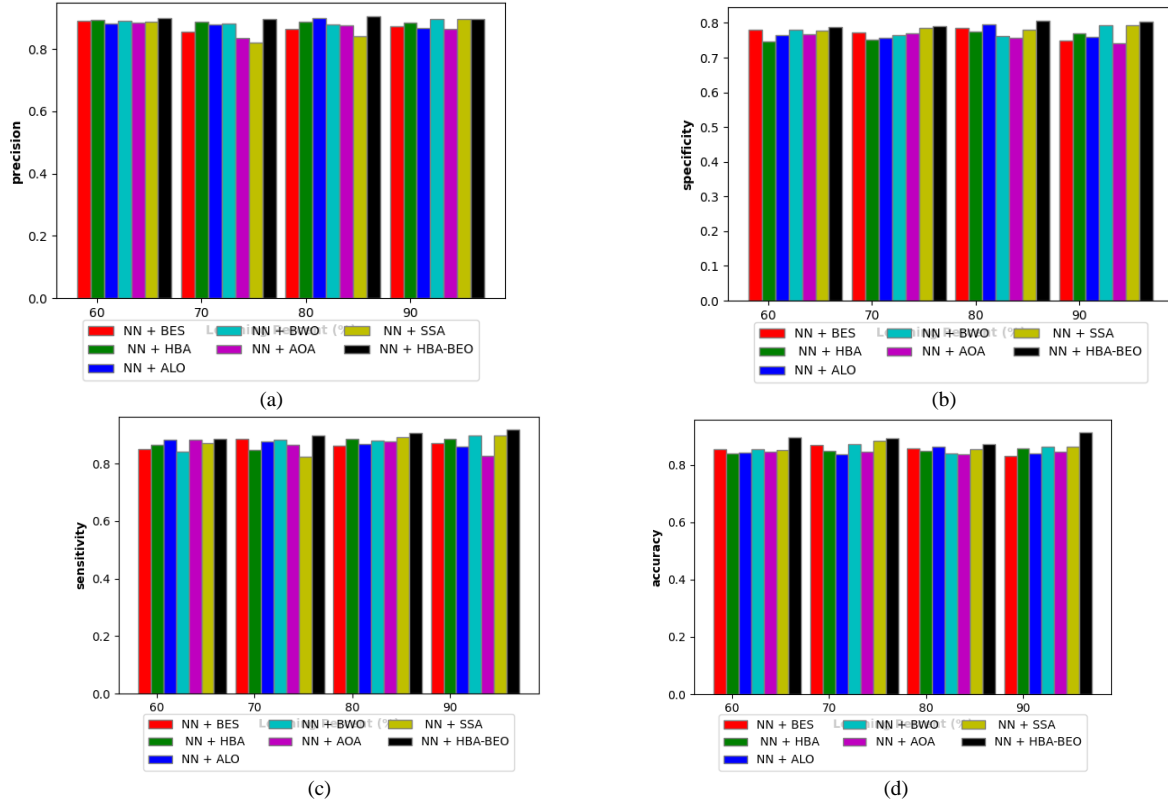 precision
0.8
0.6
0.4
0.2
0.0
60 70 80 90
NN + BES NN + BWO NN + SSA
NN + HBA NN + AOA NN + HBA-BEO
NN + ALO
(a)
specificity
0.8
0.7
0.6
0.5
0.4
0.3
0.2
0.1
0.0
60 70 80 90
NN + BES NN + BWO NN + SSA
NN + HBA NN + AOA NN + HBA-BEO
NN + ALO
(b)
sensitivity
0.8
0.6
0.4
0.2
0.0
60 70 80 90
NN + BES NN + BWO NN + SSA
NN + HBA NN + AOA NN + HBA-BEO
NN + ALO
(c)
accuracy
0.8
0.6
0.4
0.2
0.0
60 70 80 90
NN + BES NN + BWO NN + SSA
NN + HBA NN + AOA NN + HBA-BEO
NN + ALO
(d)